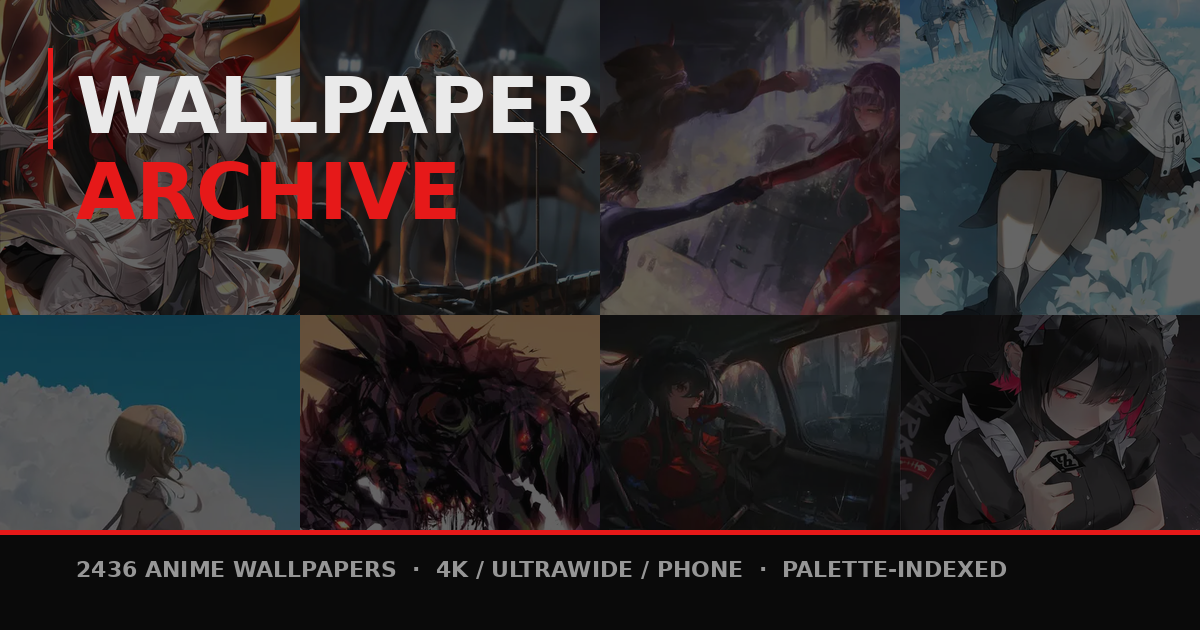 WALLPAPER
ARCHIVE
2436 ANIME WALLPAPERS · 4K / ULTRAWIDE / PHONE · PALETTE-INDEXED